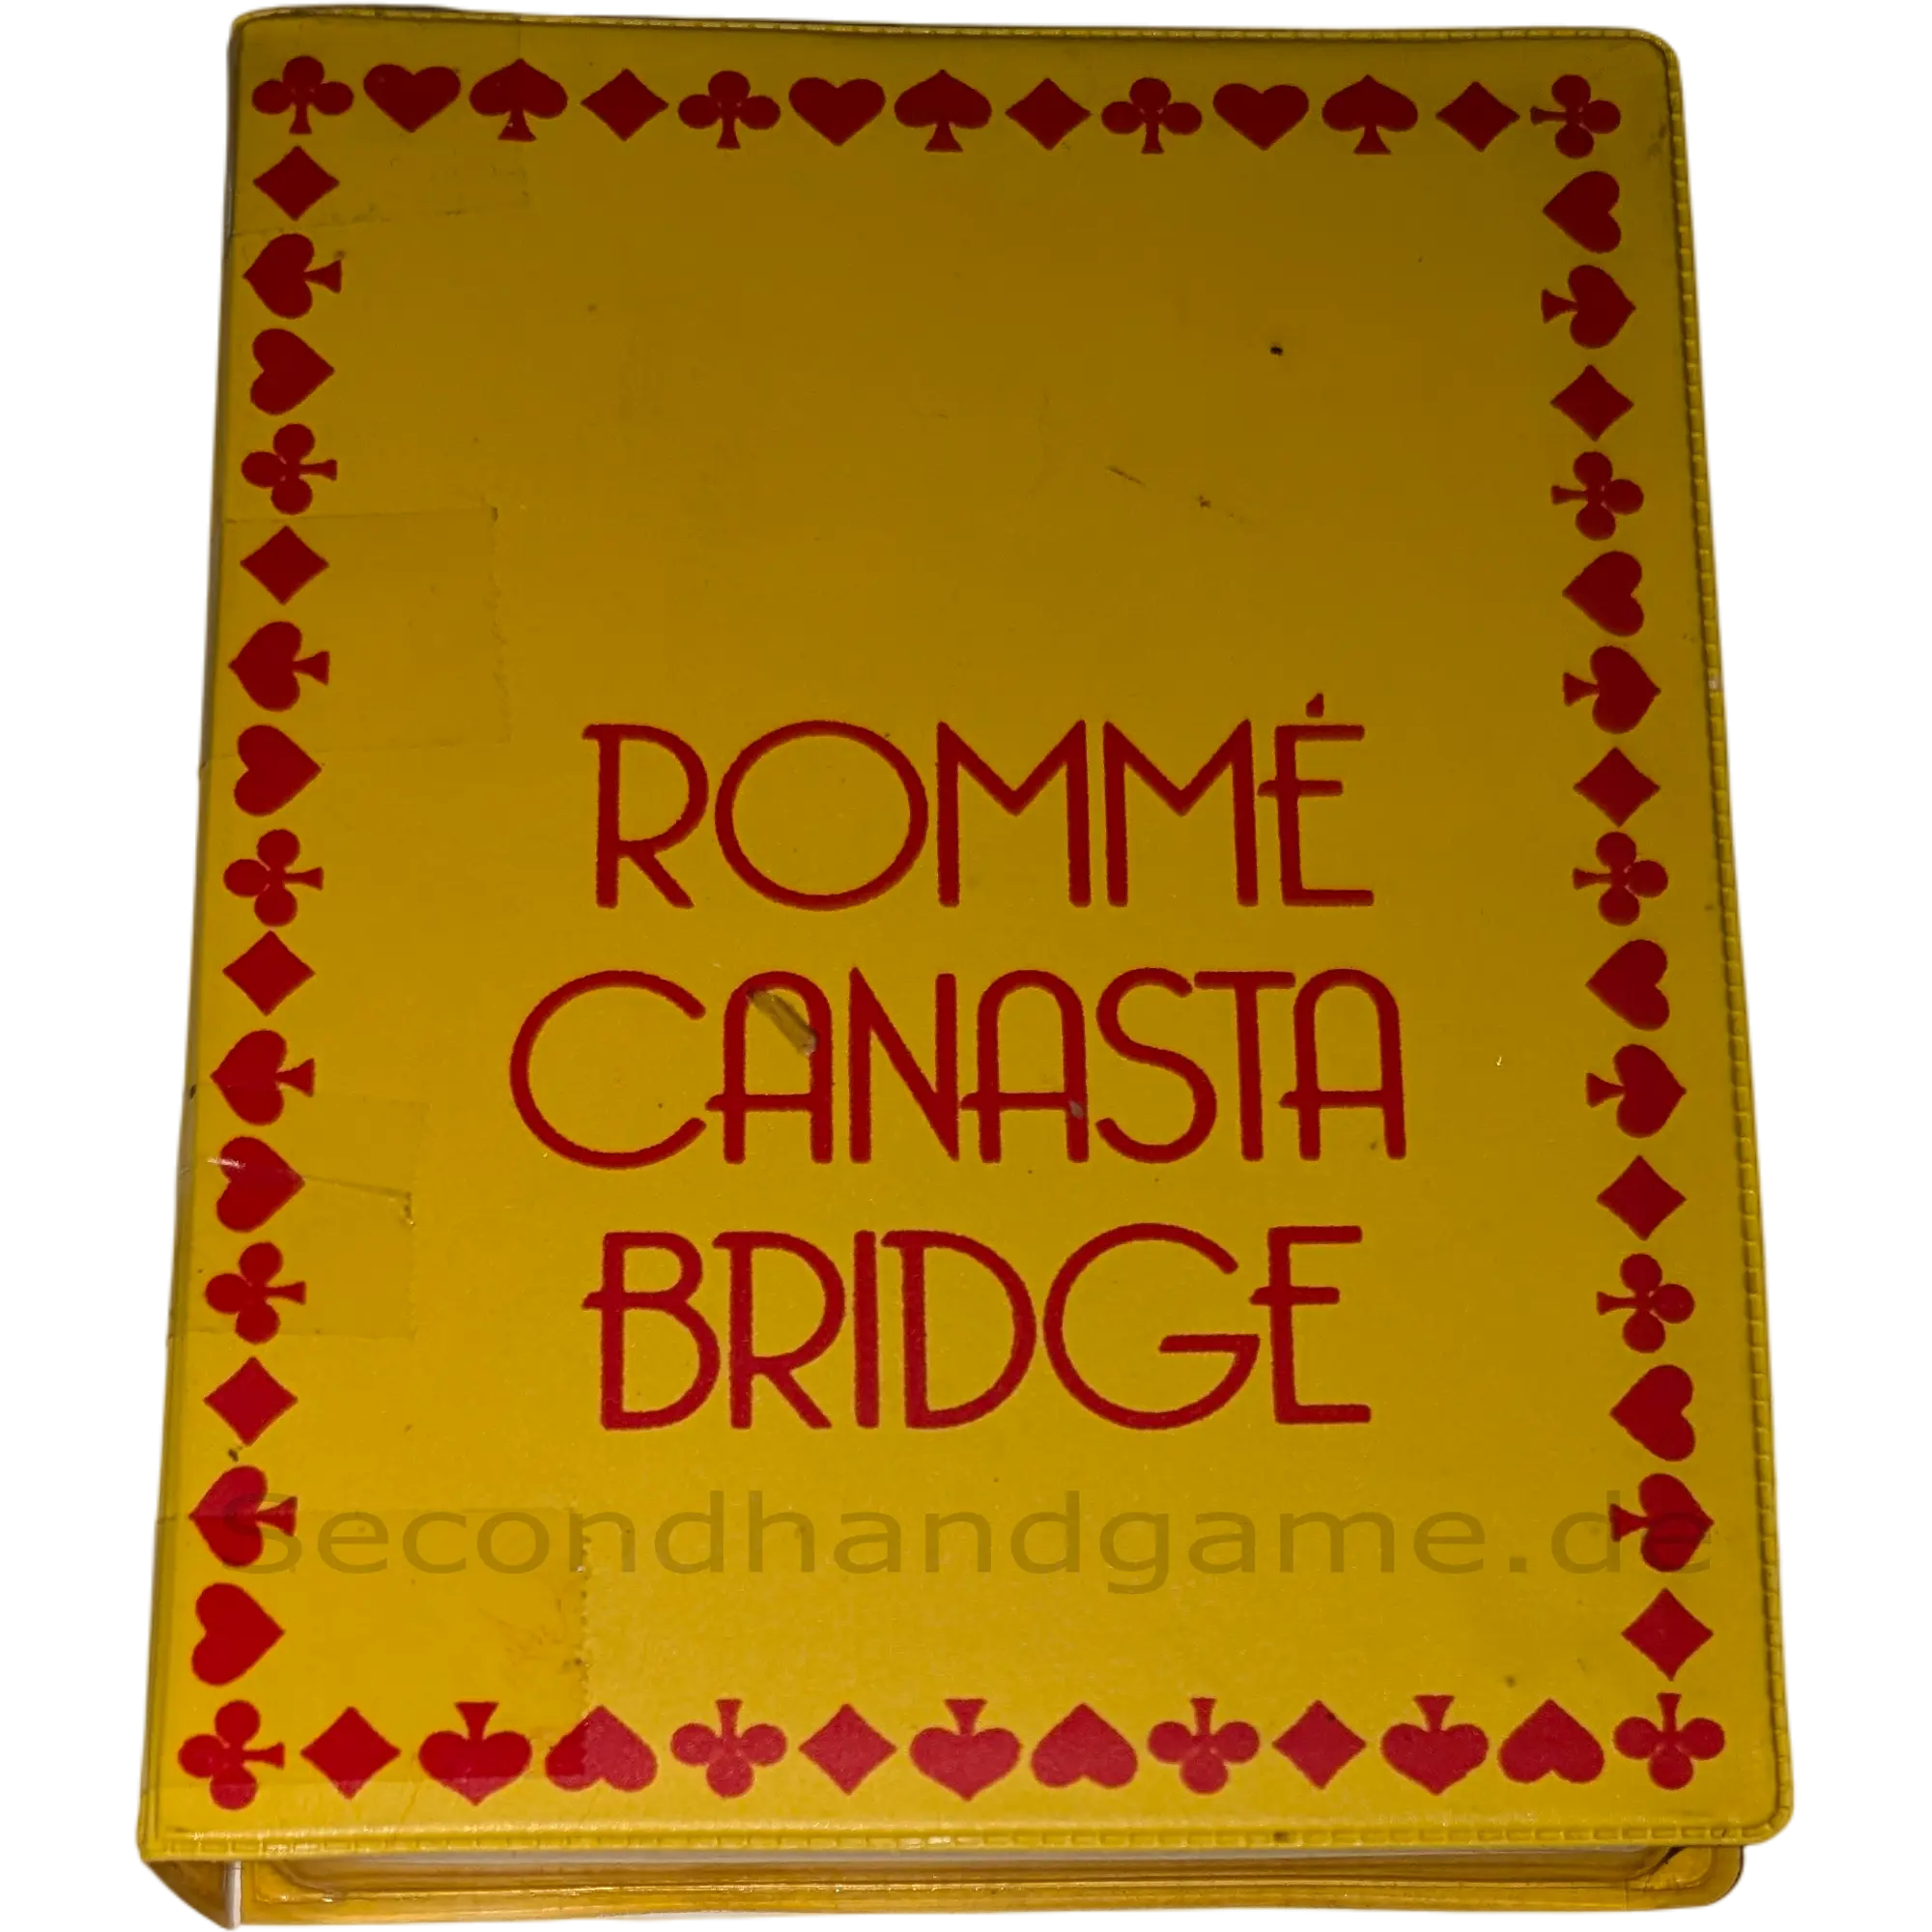 ROMMÉ
CANASTA
BRIDGE
Secondhandgame.de